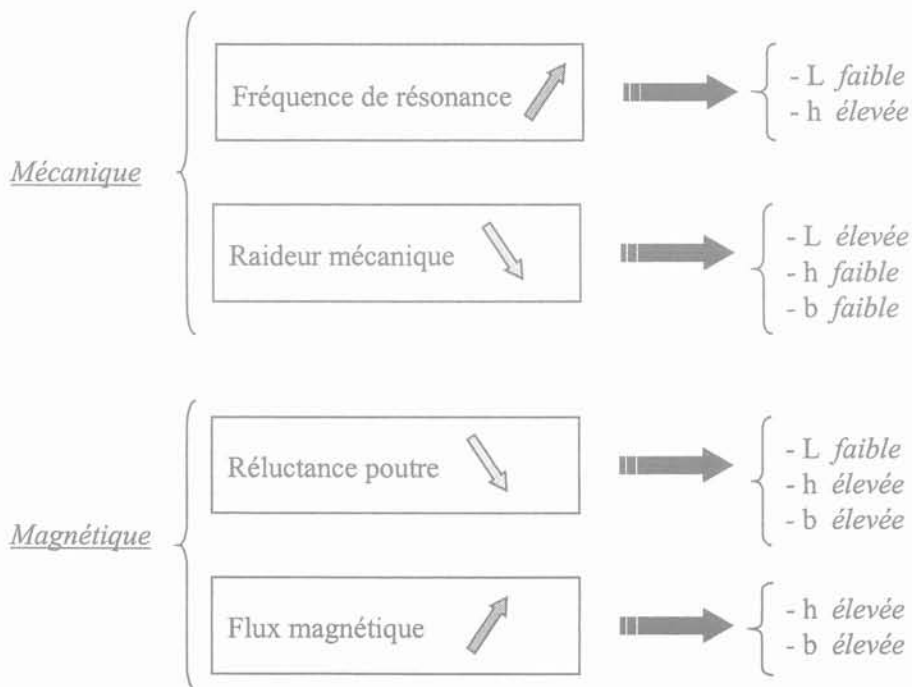 Mécanique
Fréquence de résonance
- L faible
- h élevée
Raideur mécanique
- L élevée
- h faible
- b faible
Magnétique
Réluctance poutre
- L faible
- h élevée
- b élevée
Flux magnétique
- h élevée
- b élevée